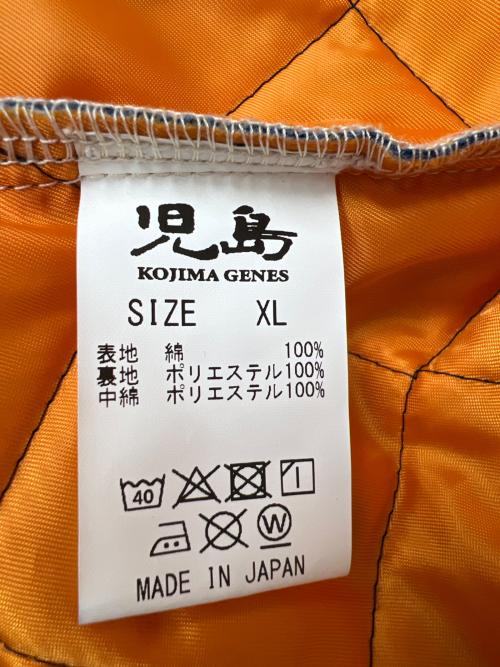 児島
KOJIMA GENES
SIZE XL
表地 綿 100%
裏地 ポリエステル100%
中綿 ポリエステル100%
40
W
MADE IN JAPAN